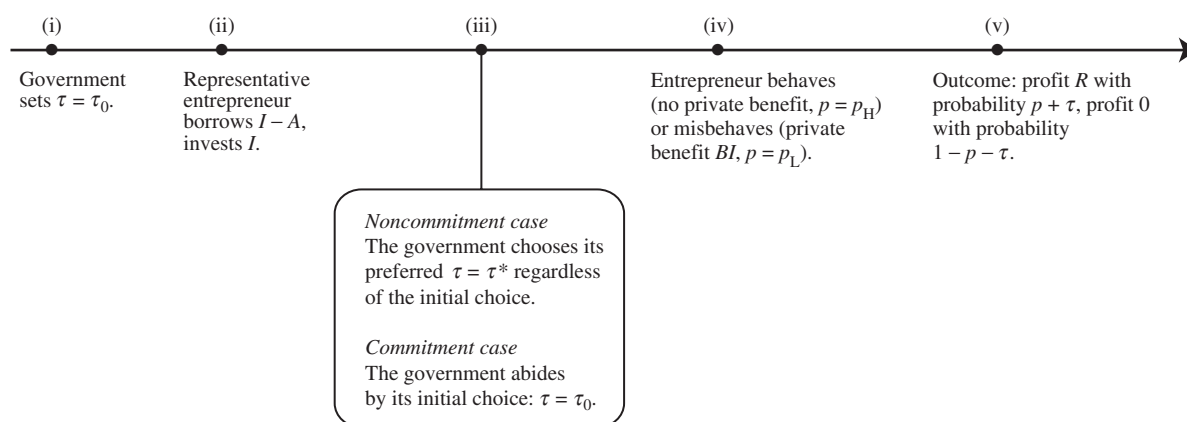 (i)
Government
sets τ = τ₀.
(ii)
Representative
entrepreneur
borrows I – A,
invests I.
(iii)
Noncommitment case
The government chooses its
preferred τ = τ* regardless
of the initial choice.
Commitment case
The government abides
by its initial choice: τ = τ₀.
(iv)
Entrepreneur behaves
(no private benefit, p = p_H)
or misbehaves (private
benefit BI, p = p_L).
(v)
Outcome: profit R with
probability p + τ, profit 0
with probability
1 – p – τ.